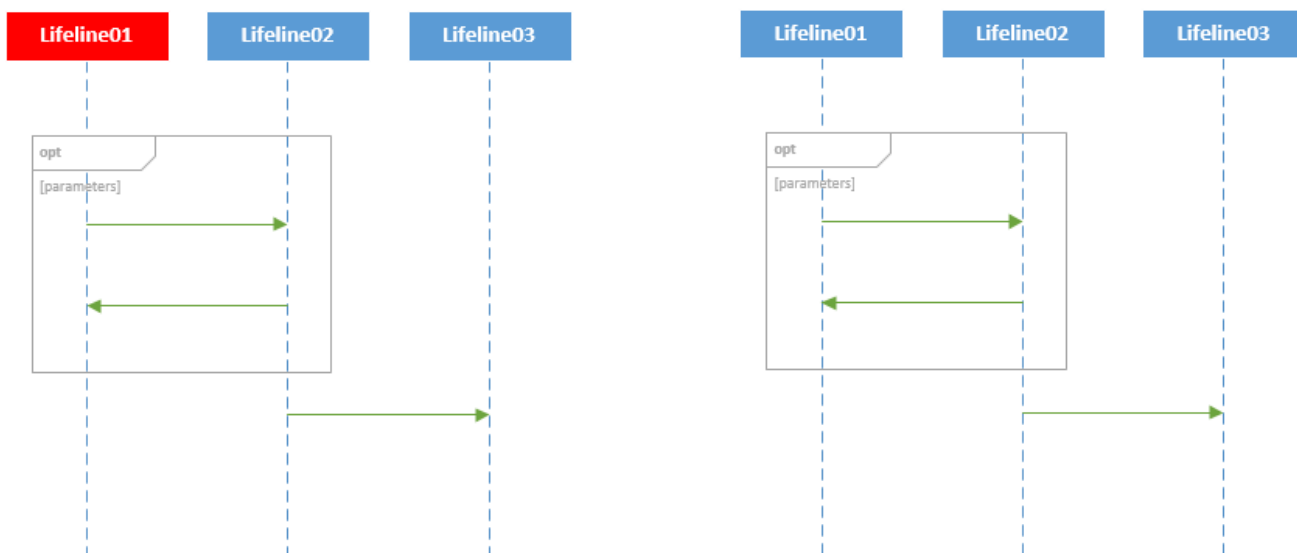 Lifeline01
Lifeline02
Lifeline03
opt
[parameters]
Lifeline01
Lifeline02
Lifeline03
opt
[parameters]